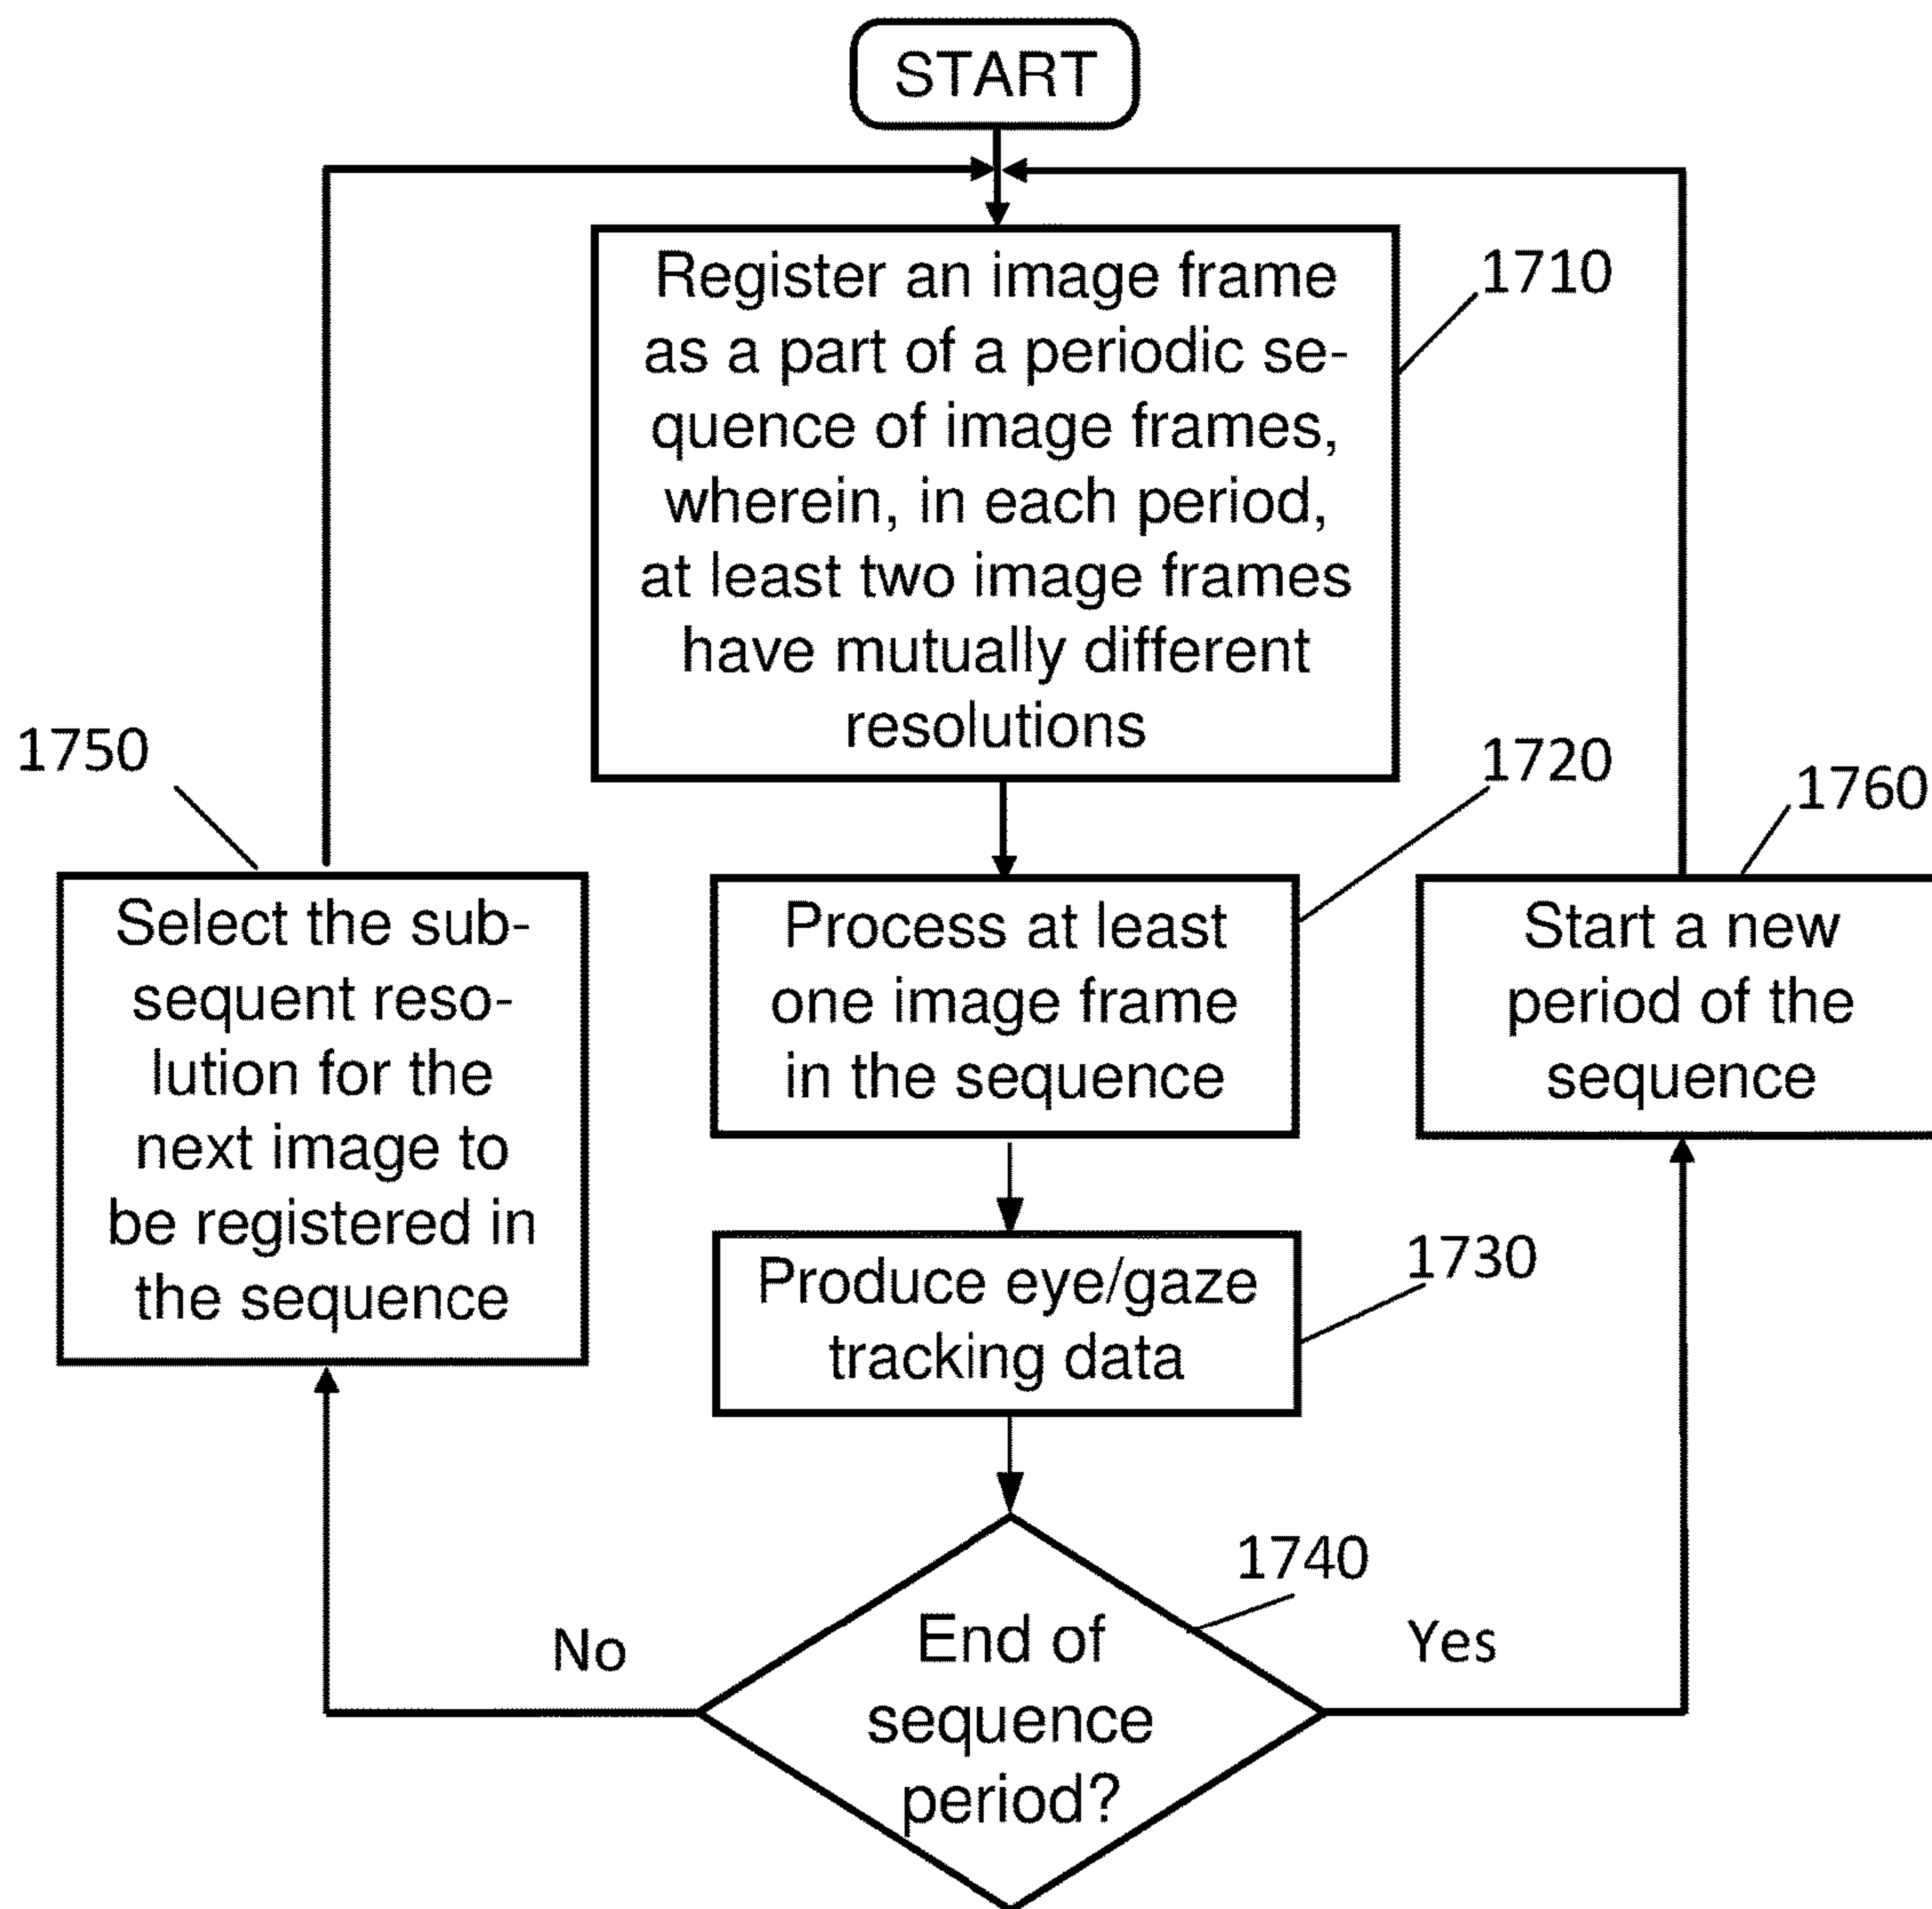 START
Register an image frame
as a part of a periodic se-
quence of image frames,
wherein, in each period,
at least two image frames
have mutually different
resolutions
1710
1720
1750
1760
Select the sub-
sequent reso-
lution for the
next image to
be registered in
the sequence
Process at least
one image frame
in the sequence
Start a new
period of the
sequence
Produce eye/gaze
tracking data
1730
1740
End of
sequence
period?
No
Yes